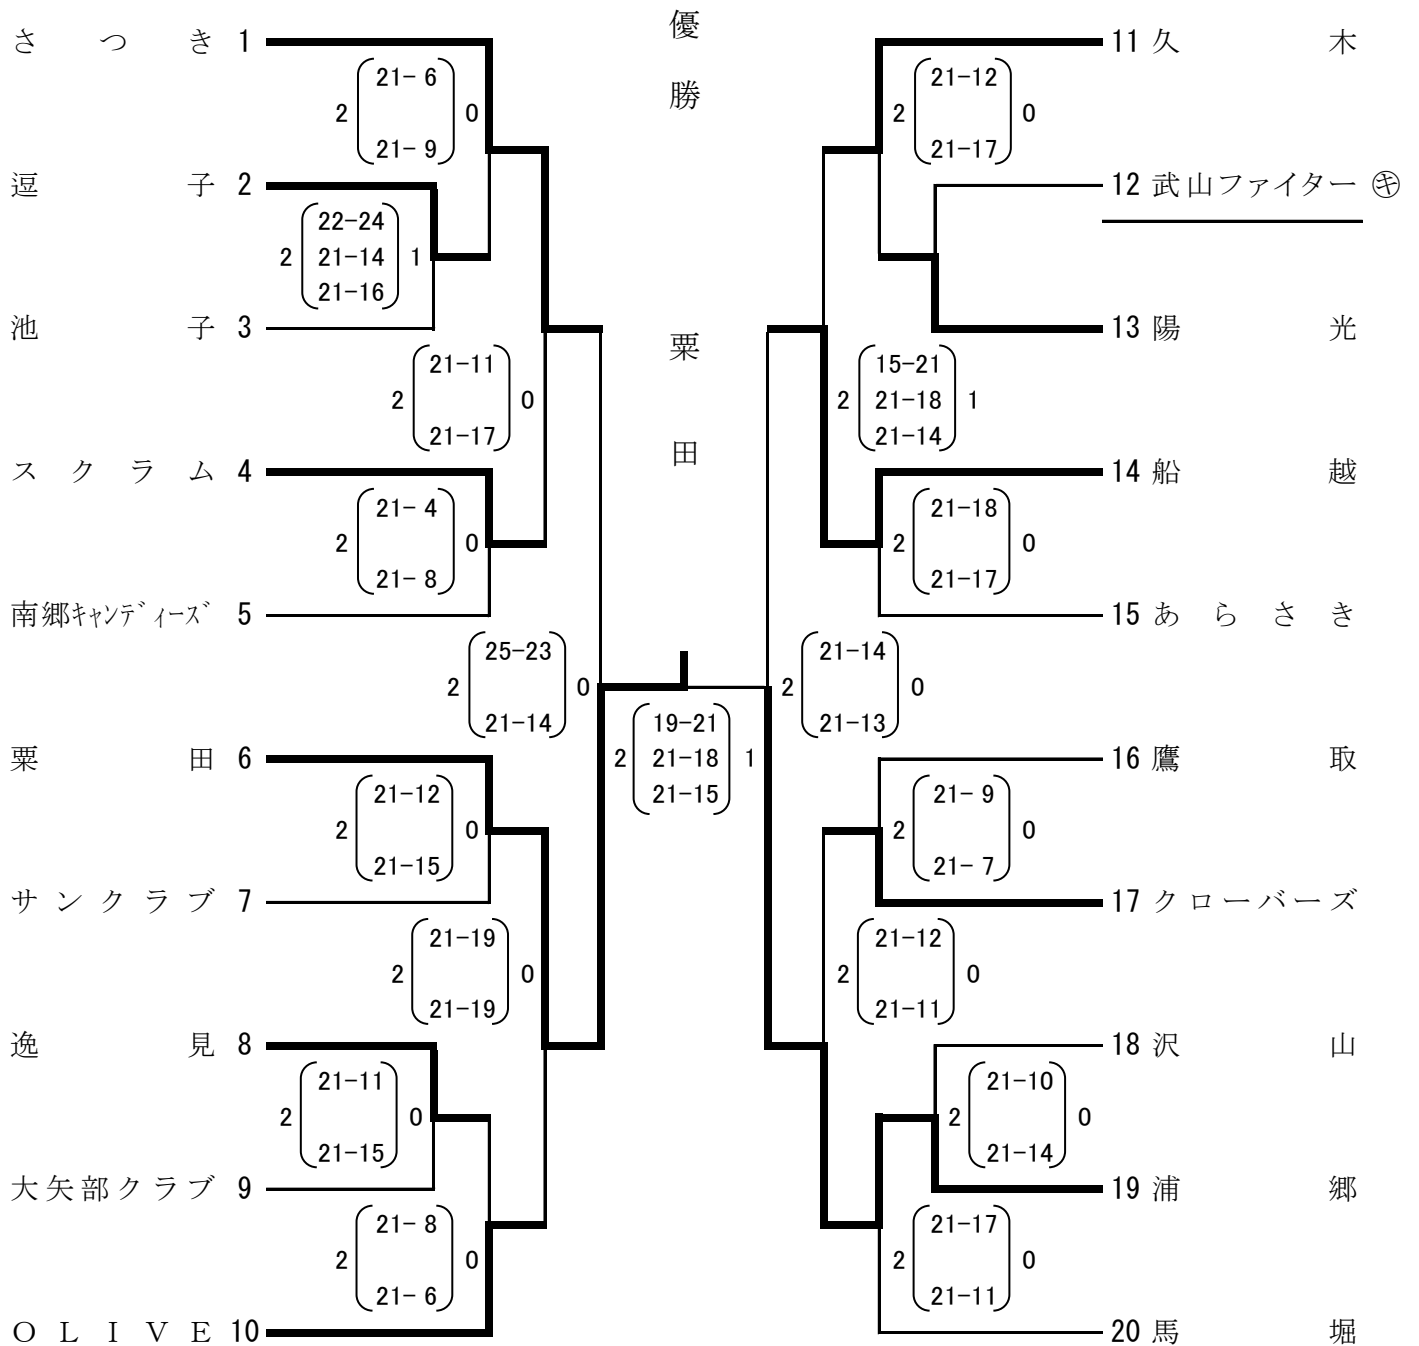 優勝
粟田
さつき 1
21- 6
2 0
21- 9
逗子 2
22-24
2 21-14 1
21-16
池子 3
21-11
2 0
21-17
スクラム 4
21- 4
2 0
21- 8
南郷キャンディーズ 5
25-23
2 0
21-14
粟田 6
21-12
2 0
21-15
サンクラブ 7
21-19
2 0
21-19
逸見 8
21-11
2 0
21-15
大矢部クラブ 9
21- 8
2 0
21- 6
OLIVE 10
19-21
2 21-18 1
21-15
11 久木
21-12
2 0
21-17
12 武山ファイター ㋖
13 陽光
15-21
2 21-18 1
21-14
14 船越
21-18
2 0
21-17
15 あらさき
21-14
2 0
21-13
16 鷹取
21- 9
2 0
21- 7
17 クローバーズ
21-12
2 0
21-11
18 沢山
21-10
2 0
21-14
19 浦郷
21-17
2 0
21-11
20 馬堀